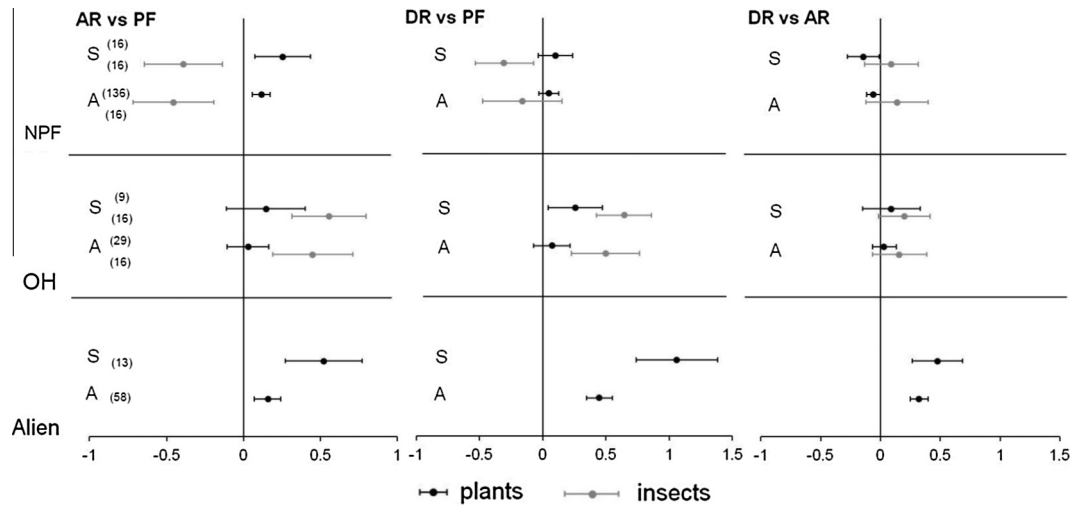 AR vs PF DR vs PF DR vs AR
S (16) S S
(16)
A (136) A A
(16)
NPF
S (9) S S
(16)
A (29) A A
(16)
OH
S (13) S S
A (58) A A
Alien
-1 -0.5 0 0.5 1 -1 -0.5 0 0.5 1 1.5 -1 -0.5 0 0.5 1 1.5
plants insects